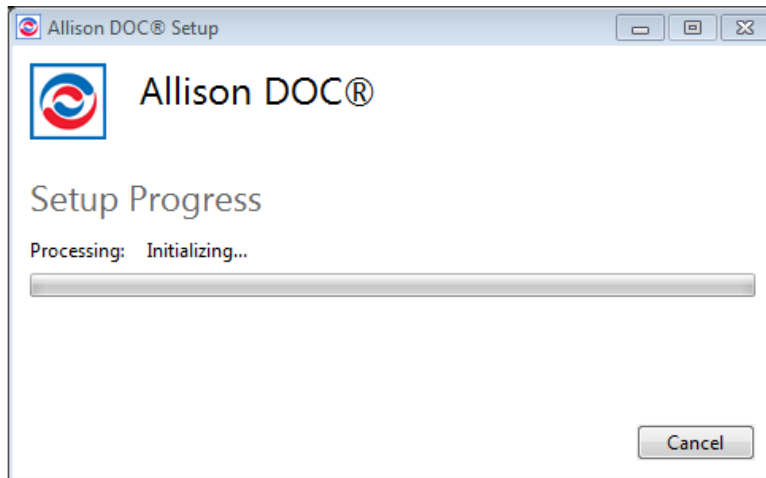 Allison DOC® Setup
Allison DOC®
Setup Progress
Processing: Initializing...
Cancel